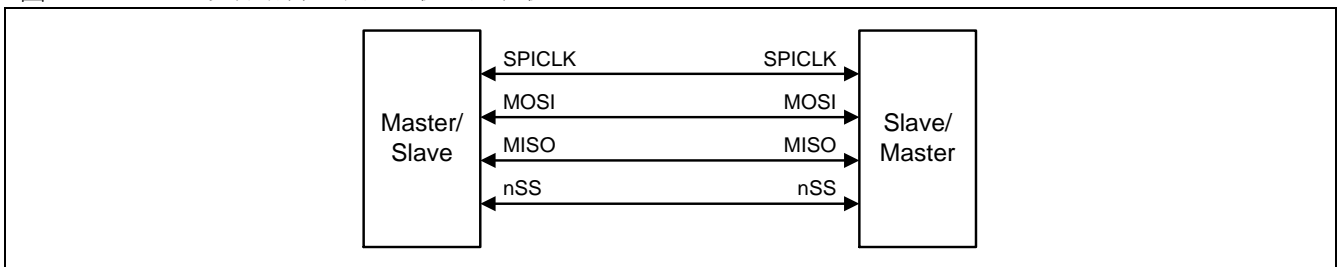 SPICLK SPICLK
MOSI MOSI
Master/ Slave/
Slave Master
MISO MISO
nSS nSS